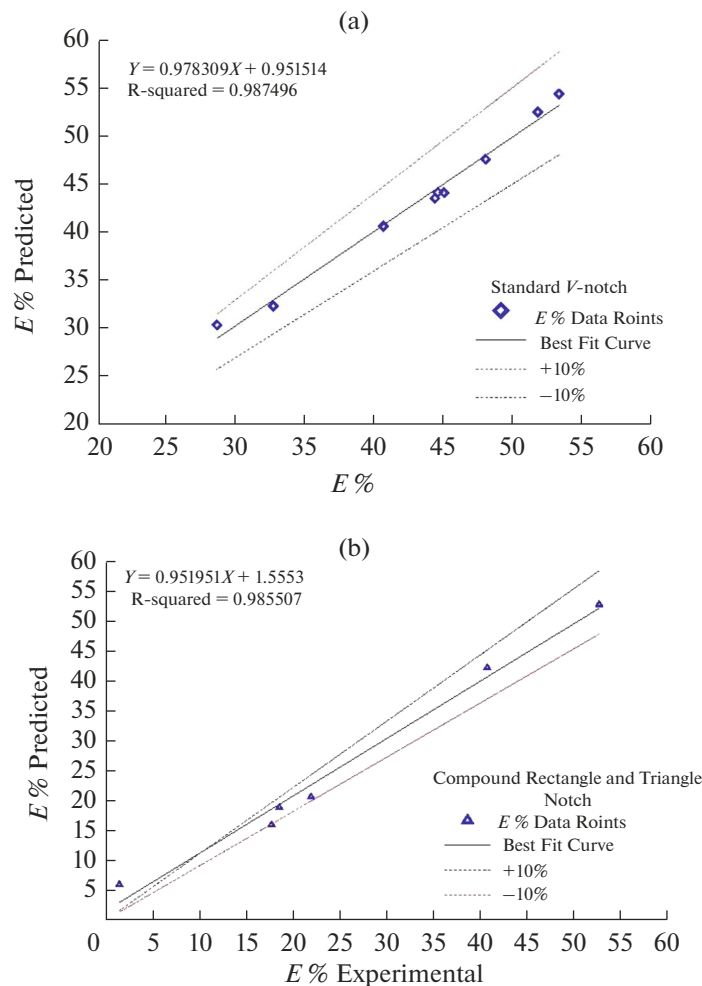 (a)
Y = 0.978309X + 0.951514
R-squared = 0.987496
E% Predicted
60
55
50
45
40
35
30
25
20
Standard V-notch
E% Data Roints
Best Fit Curve
+10%
−10%
20 25 30 35 40 45 50 55 60
E%
(b)
Y = 0.951951X + 1.5553
R-squared = 0.985507
E% Predicted
60
55
50
45
40
35
30
25
20
15
10
5
Compound Rectangle and Triangle
Notch
E% Data Roints
Best Fit Curve
+10%
−10%
0 5 10 15 20 25 30 35 40 45 50 55 60
E% Experimental